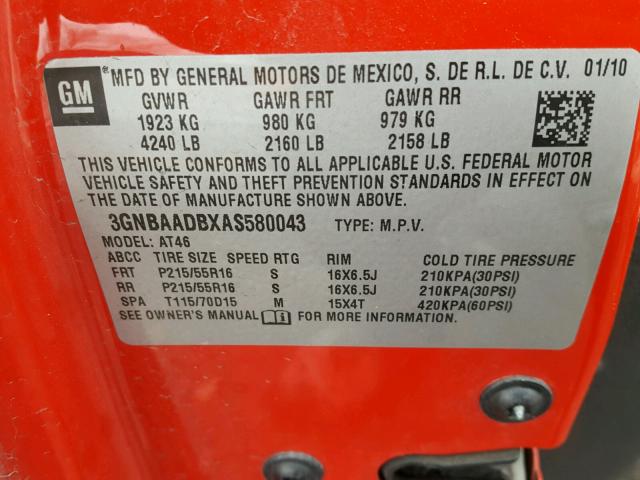 GM
®MFD BY GENERAL MOTORS DE MEXICO, S. DE R.L. DE C.V. 01/10
GVWR GAWR FRT GAWR RR
1923 KG 980 KG 979 KG
4240 LB 2160 LB 2158 LB
THIS VEHICLE CONFORMS TO ALL APPLICABLE U.S. FEDERAL MOTOR
VEHICLE SAFETY AND THEFT PREVENTION STANDARDS IN EFFECT ON
THE DATE OF MANUFACTURE SHOWN ABOVE.
3GNBAADBXAS580043 TYPE: M.P.V.
MODEL: AT46
ABCC TIRE SIZE SPEED RTG RIM COLD TIRE PRESSURE
FRT P215/55R16 S 16X6.5J 210KPA(30PSI)
RR P215/55R16 S 16X6.5J 210KPA(30PSI)
SPA T115/70D15 M 15X4T 420KPA(60PSI)
SEE OWNER'S MANUAL FOR MORE INFORMATION.